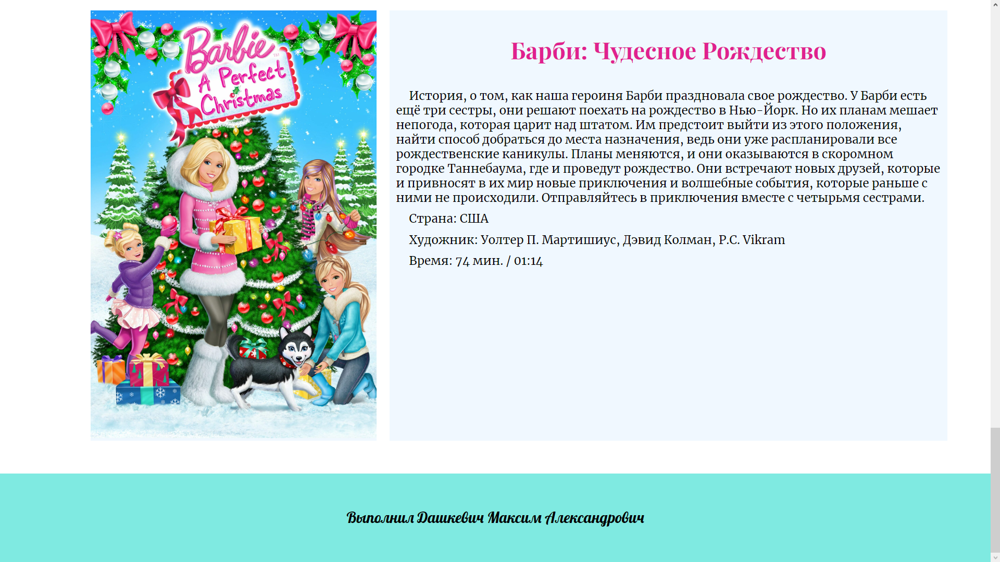 Barbie
TM
A Perfect
Christmas
Барби: Чудесное Рождество
История, о том, как наша героиня Барби праздновала свое рождество. У Барби есть
ещё три сестры, они решают поехать на рождество в Нью-Йорк. Но их планам мешает
непогода, которая царит над штатом. Им предстоит выйти из этого положения,
найти способ добраться до места назначения, ведь они уже распланировали все
рождественские каникулы. Планы меняются, и они оказываются в скоромном
городке Таннебаума, где и проведут рождество. Они встречают новых друзей, которые
и привносят в их мир новые приключения и волшебные события, которые раньше с
ними не происходили. Отправляйтесь в приключения вместе с четырьмя сестрами.
Страна: США
Художник: Уолтер П. Мартишиус, Дэвид Колман, Р.С. Vikram
Время: 74 мин. / 01:14
Выполнил Дашкевич Максим Александрович